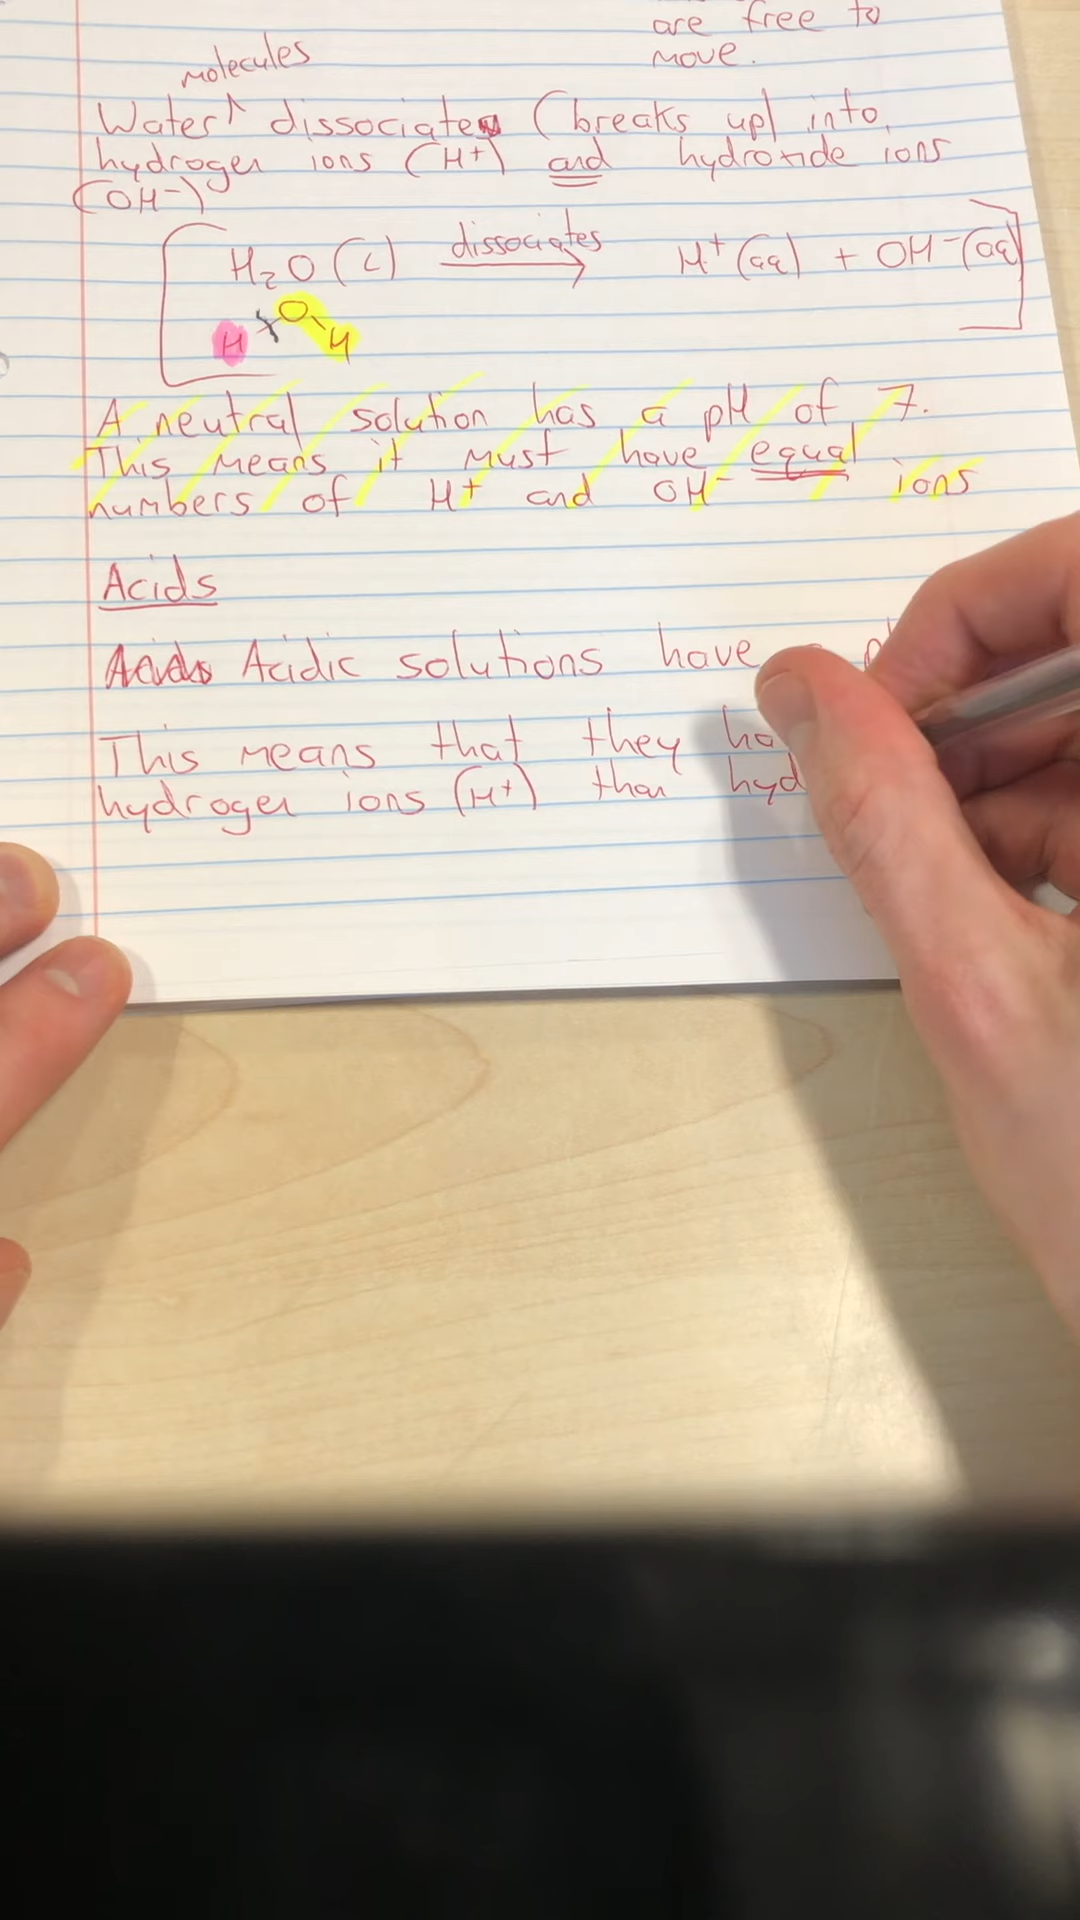 are free to
move.
molecules
Water^ dissociate (breaks up) into
hydrogen ions (H⁺) and hydroxide ions
(OH⁻)
H₂O (L) dissociates → H⁺ (aq) + OH⁻ (aq)
H O H
A neutral solution has a pH of 7.
This means it must have equal
numbers of H⁺ and OH⁻ ions
Acids
Acidic solutions have
This means that they
hydrogen ions (H⁺) than